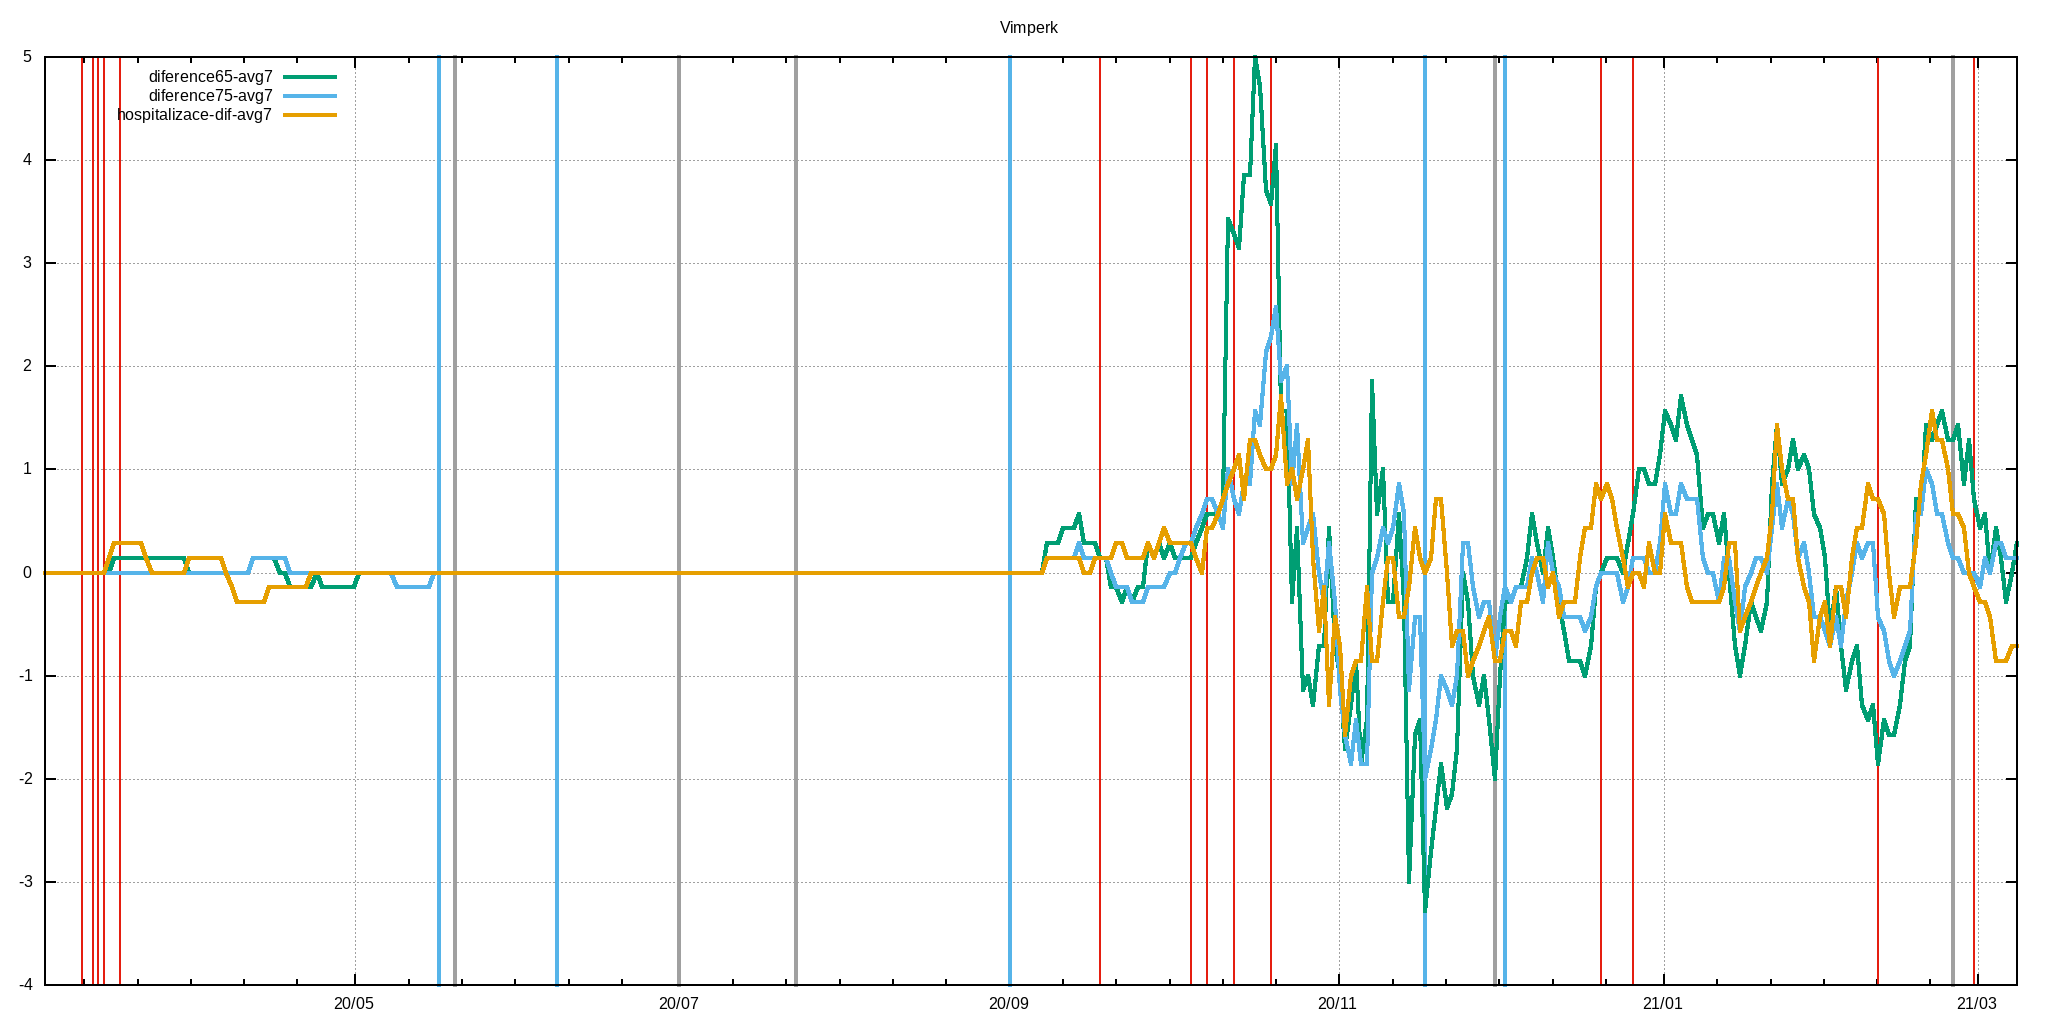 Vimperk
5
diference65-avg7
diference75-avg7
hospitalizace-dif-avg7
4
3
2
1
0
-1
-2
-3
-4
20/05 20/07 20/09 20/11 21/01 21/03